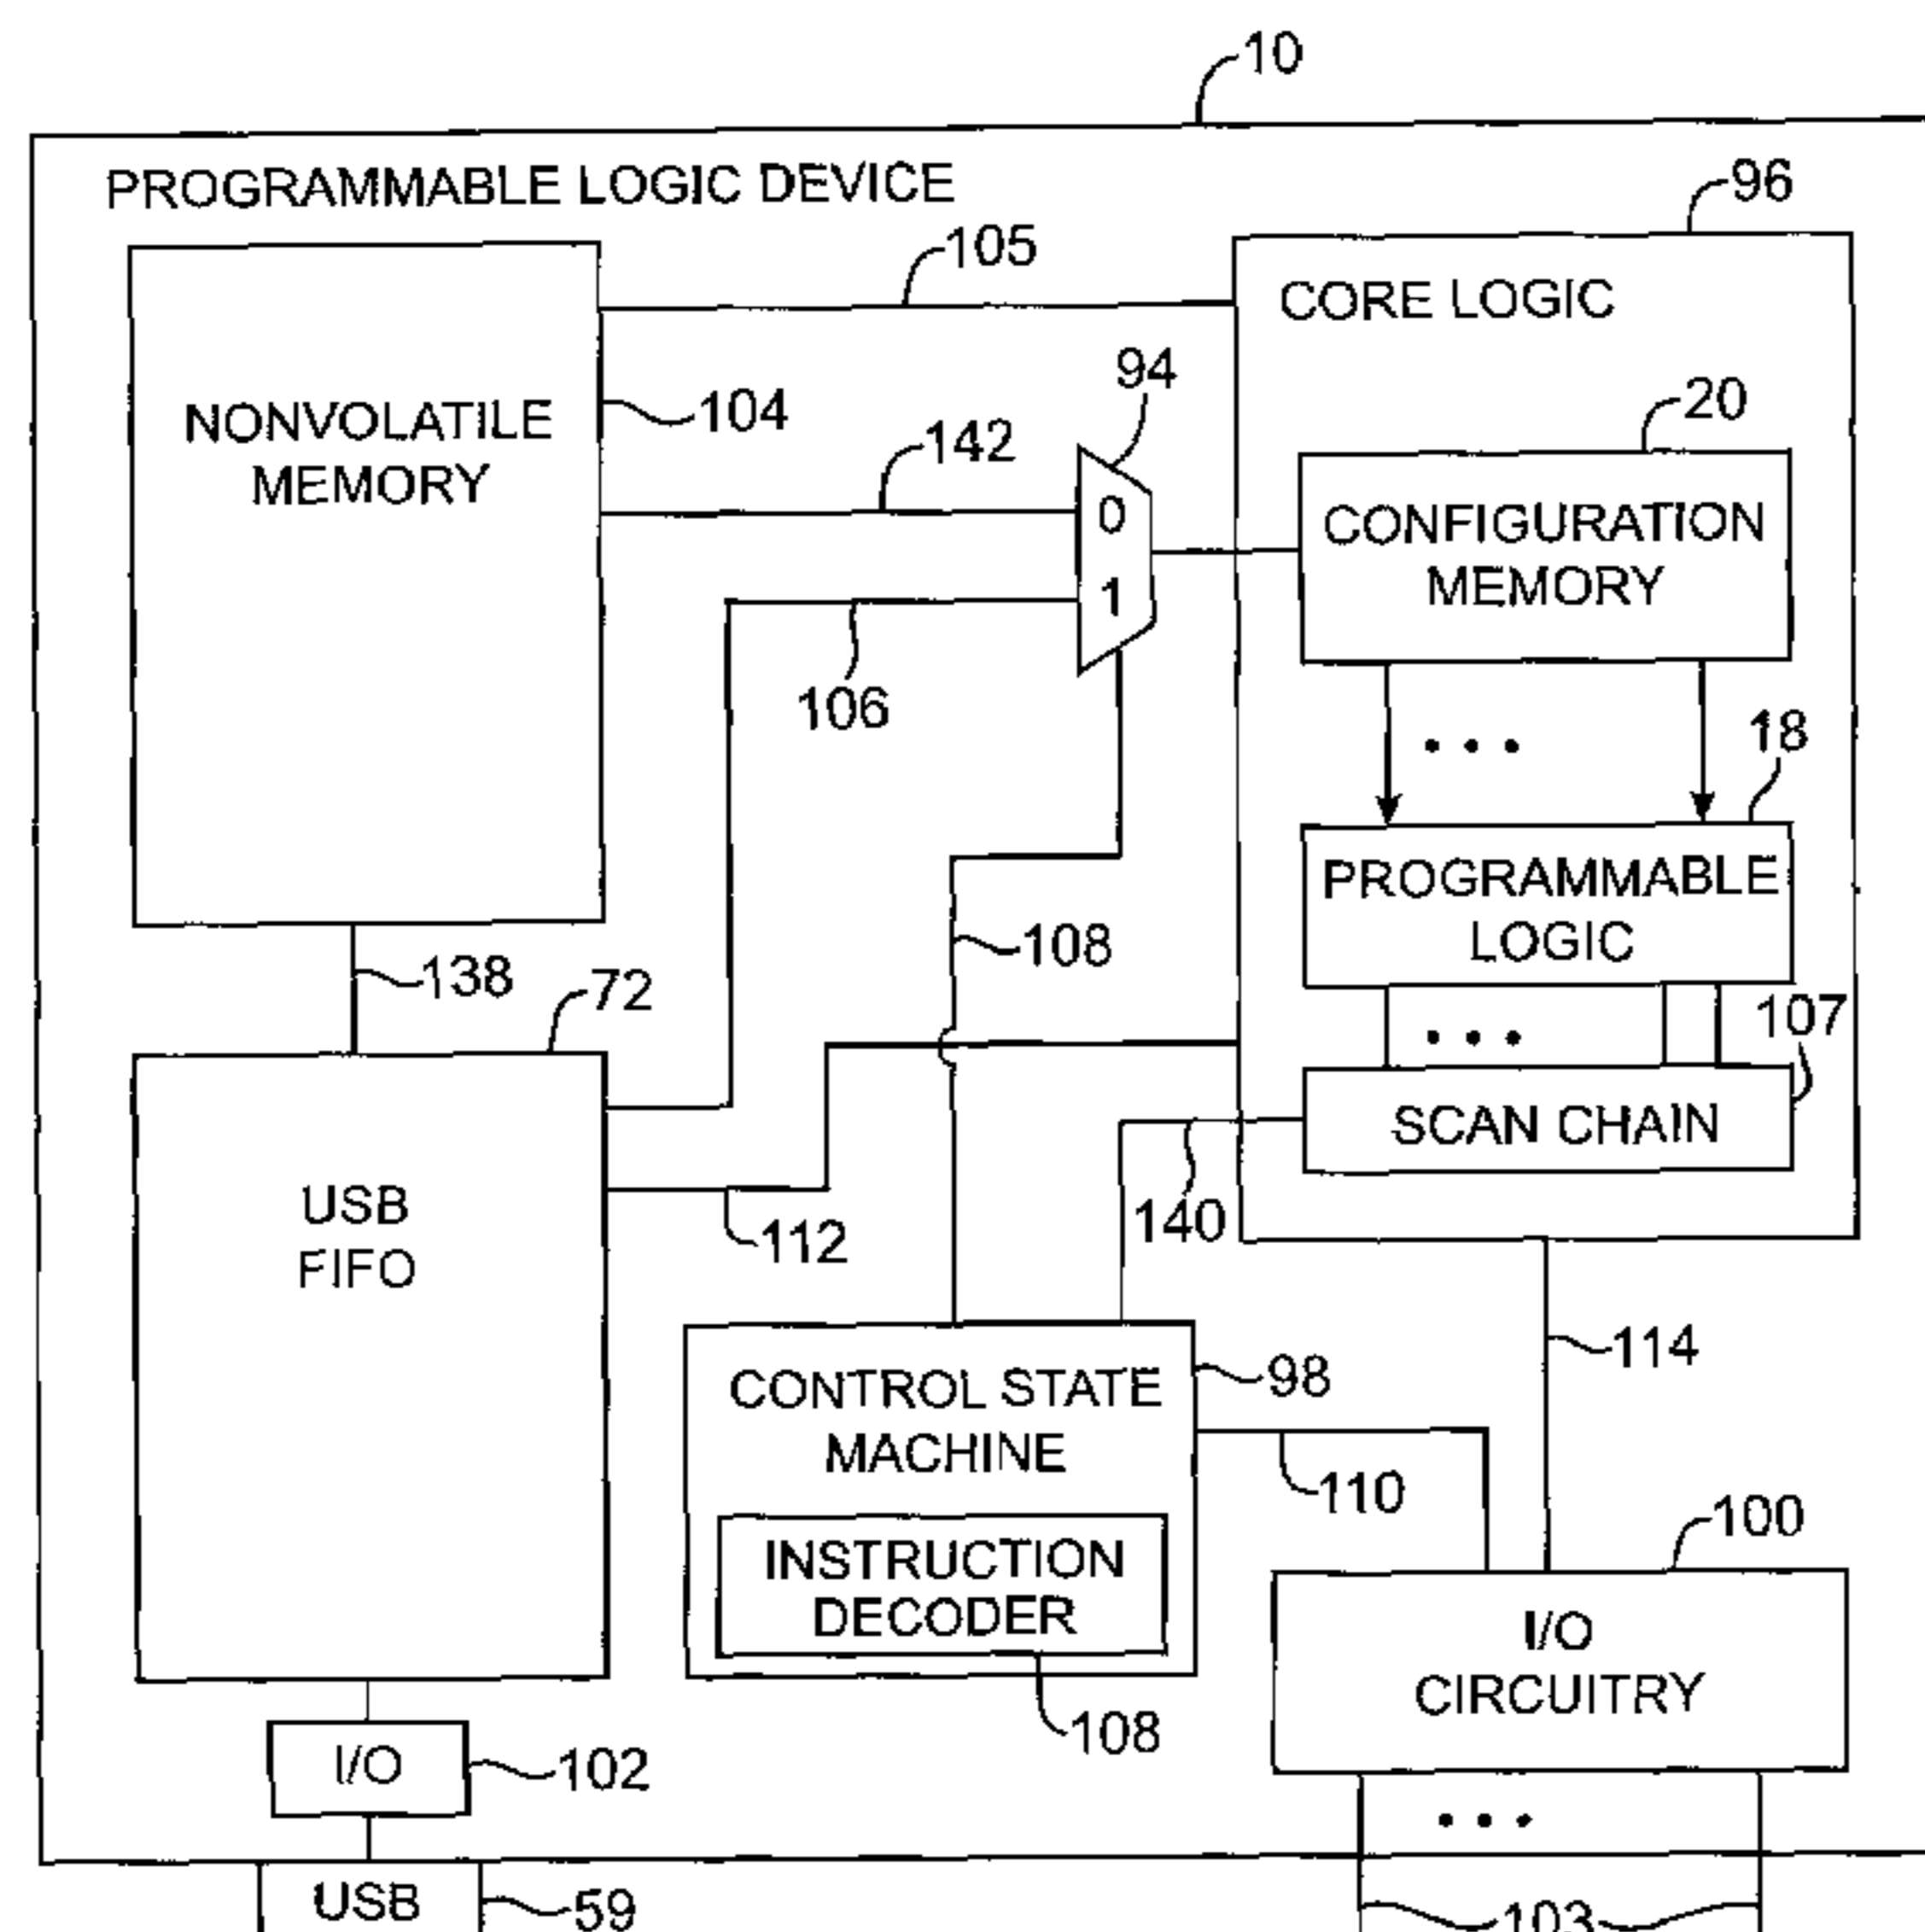 10
PROGRAMMABLE LOGIC DEVICE
96
105
CORE LOGIC
94
20
NONVOLATILE
MEMORY
104
142
0
1
CONFIGURATION
MEMORY
106
18
PROGRAMMABLE
LOGIC
108
138
72
107
SCAN CHAIN
USB
FIFO
140
112
114
CONTROL STATE
MACHINE
98
110
100
INSTRUCTION
DECODER
I/O
CIRCUITRY
108
I/O
102
USB
59
103